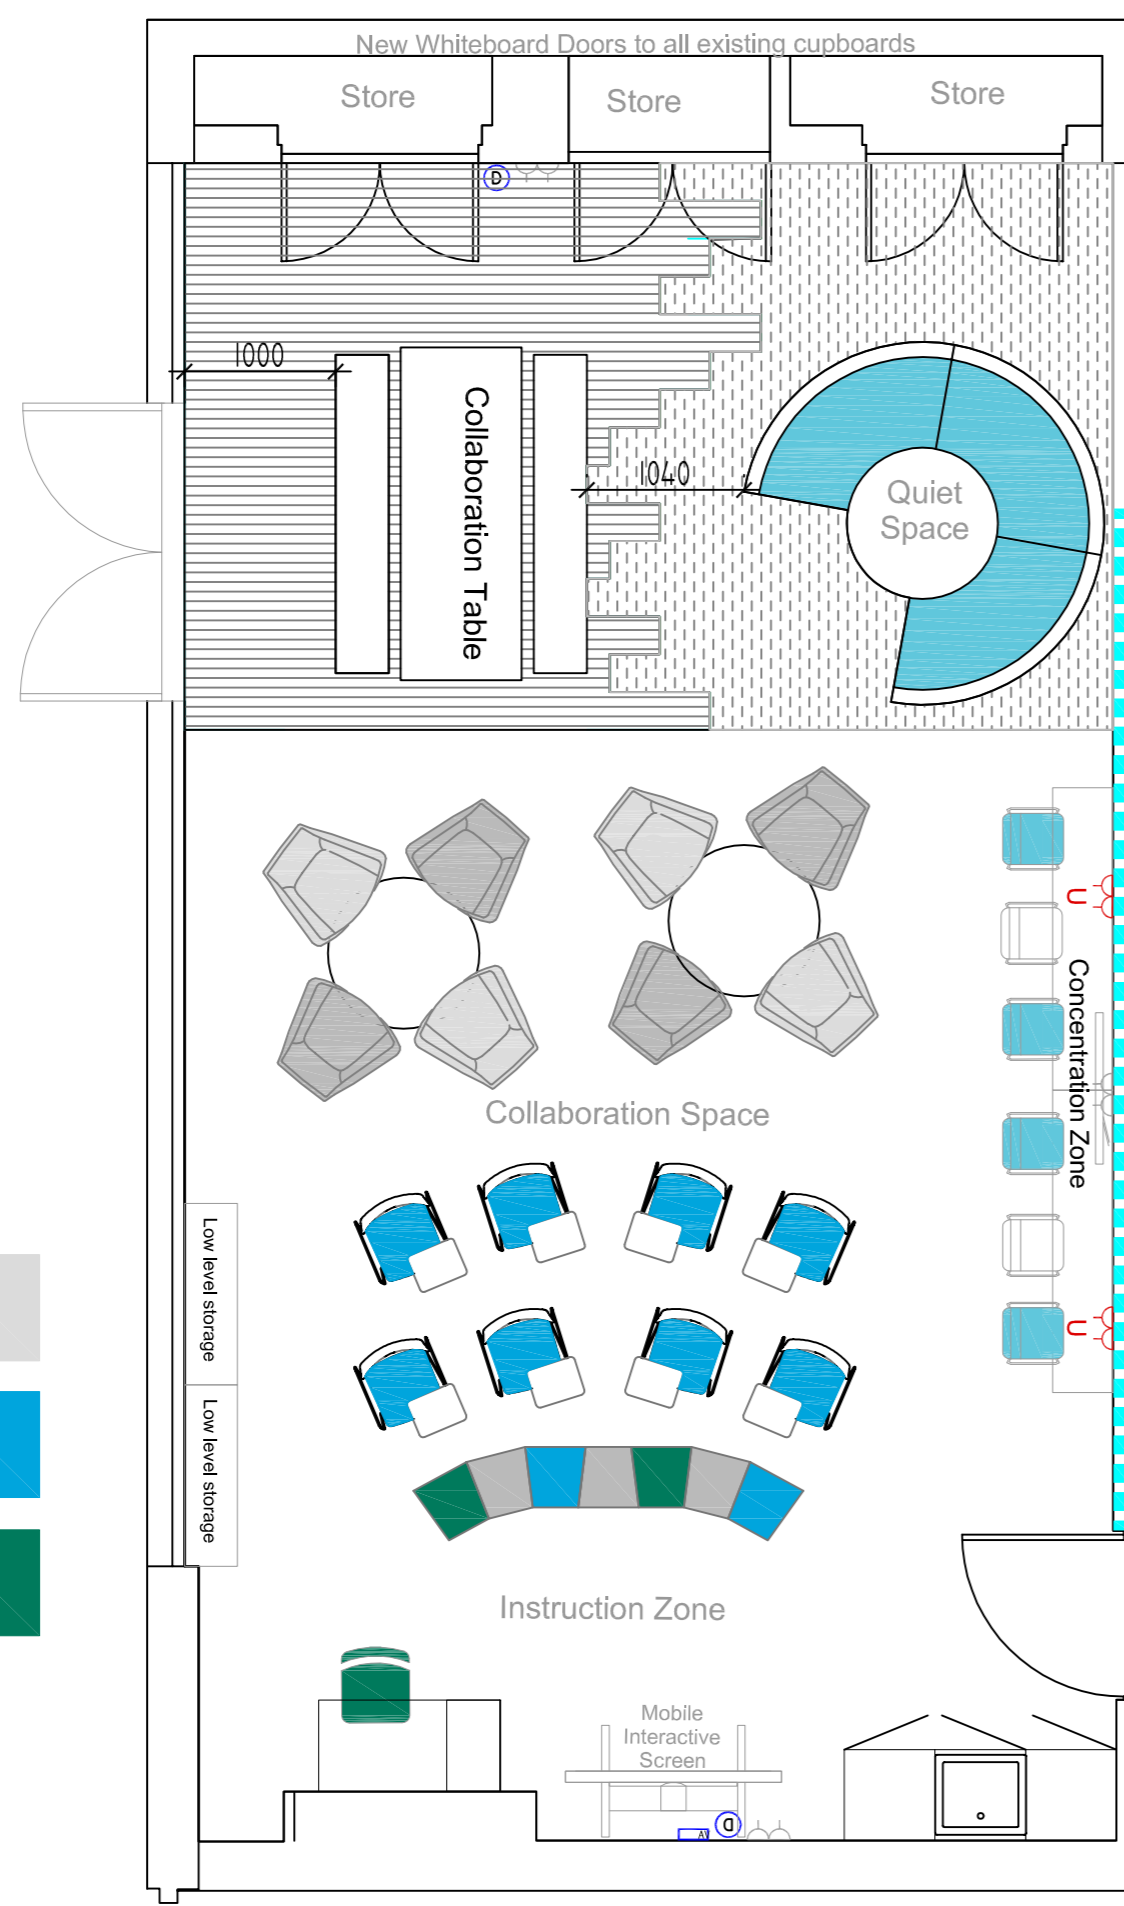 New Whiteboard Doors to all existing cupboards
Store
Store
Store
D
1000
Collaboration Table
1040
Quiet
Space
U
Concentration Zone
Collaboration Space
Low level storage
U
Low level storage
Instruction Zone
Mobile
Interactive
Screen
D
AV